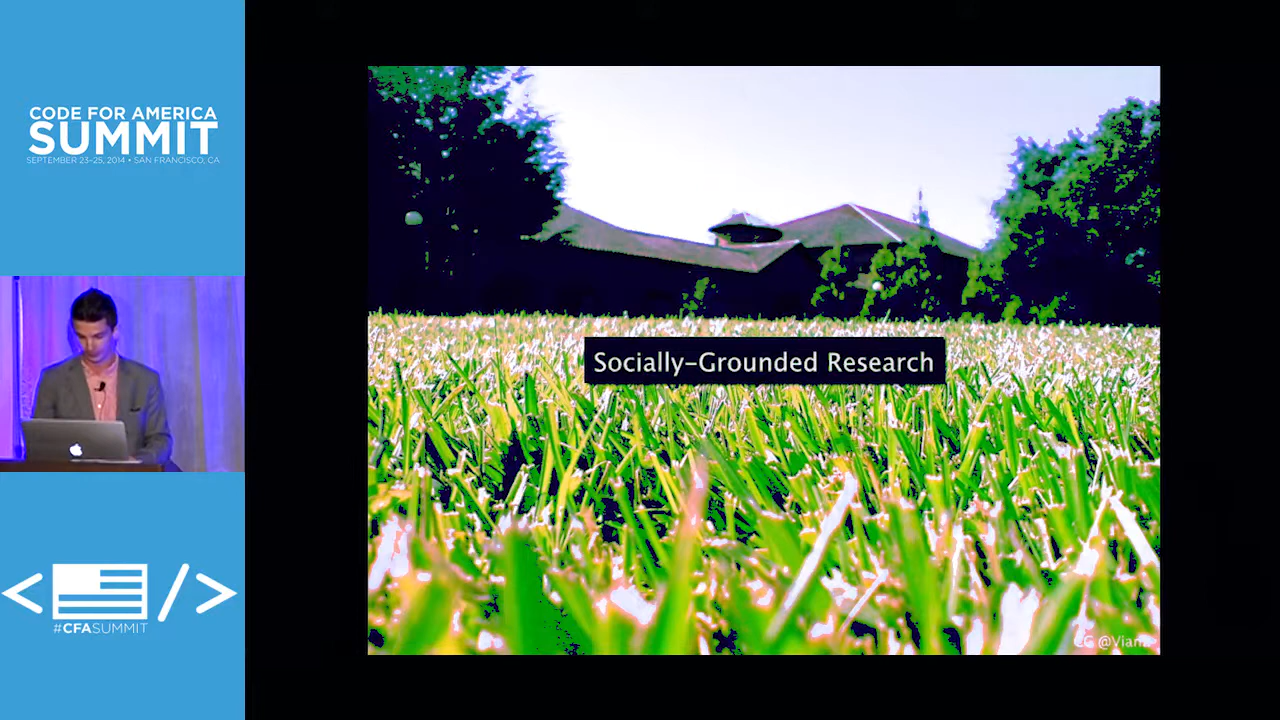 CODE FOR AMERICA
SUMMIT
SEPTEMBER 23-25, 2014 • SAN FRANCISCO, CA
Socially-Grounded Research
#CFASUMMIT